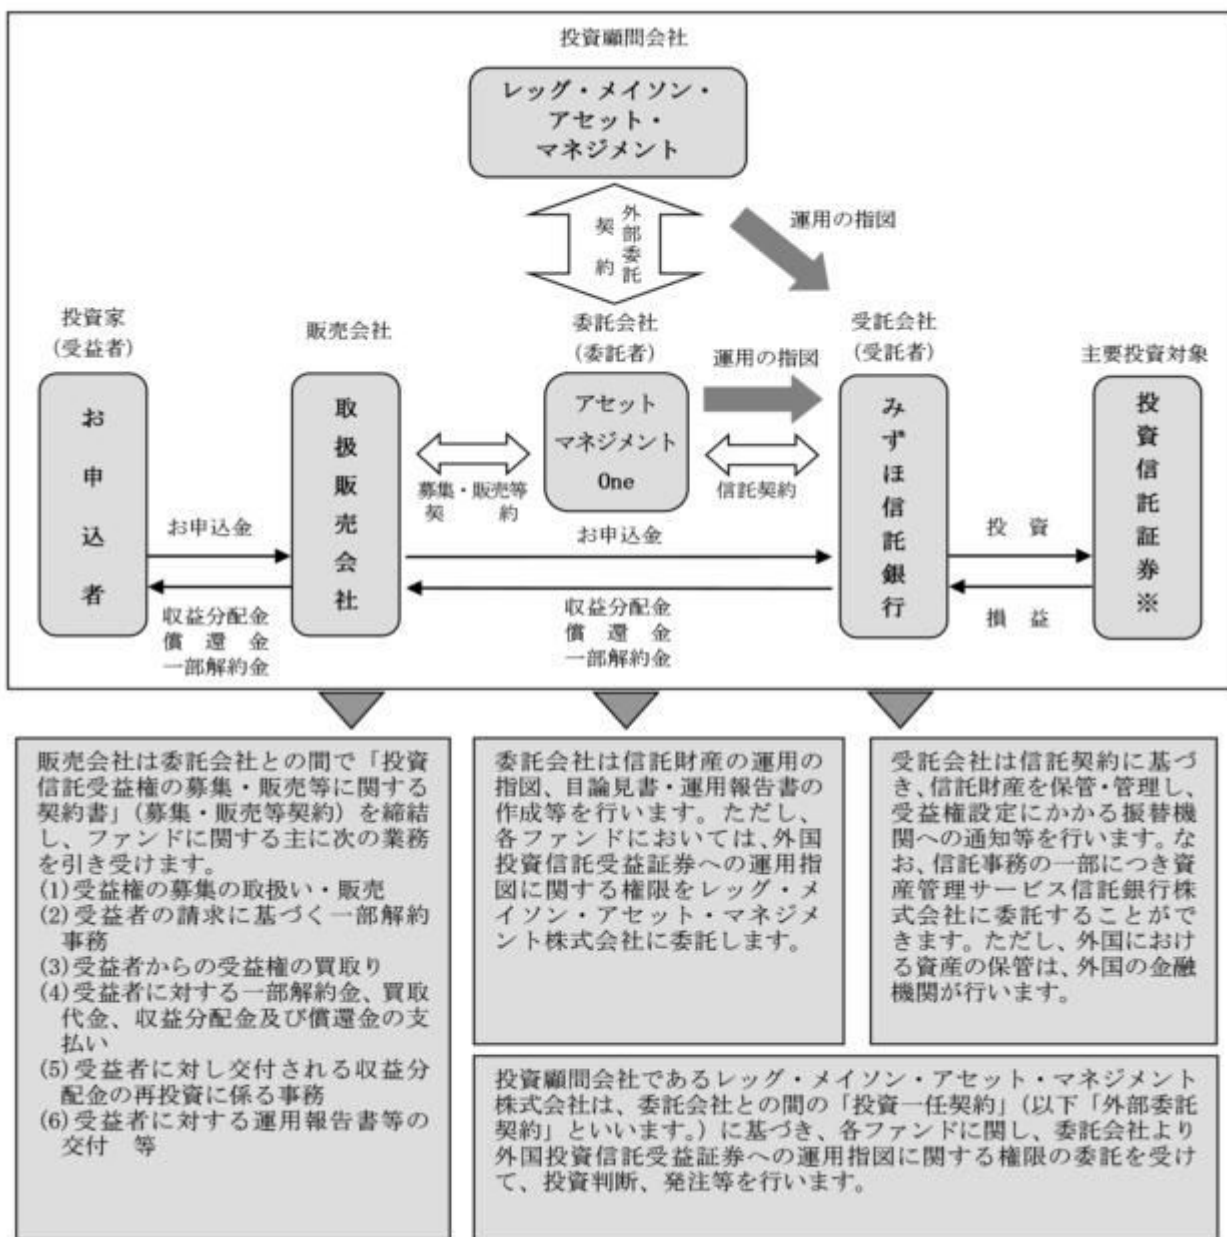 投資顧問会社
レッグ・メイソン・
アセット・
マネジメント
外部委託
契約
運用の指図
投資家
(受益者)
お申込者
販売会社
取扱販売会社
委託会社
(委託者)
アセット
マネジメント
One
運用の指図
受託会社
(受託者)
みずほ信託銀行
主要投資対象
投資信託証券※
募集・販売等
契　約
信託契約
お申込金
収益分配金
償　還　金
一部解約金
お申込金
収益分配金
償　還　金
一部解約金
投　資
損　益
販売会社は委託会社との間で「投資
信託受益権の募集・販売等に関する
契約書」(募集・販売等契約) を締結
し、ファンドに関する主に次の業務
を引き受けます。
(1)受益権の募集の取扱い・販売
(2)受益者の請求に基づく一部解約
事務
(3)受益者からの受益権の買取り
(4)受益者に対する一部解約金、買取
代金、収益分配金及び償還金の支
払い
(5)受益者に対し交付される収益分
配金の再投資に係る事務
(6)受益者に対する運用報告書等の
交付　等
委託会社は信託財産の運用の
指図、目論見書・運用報告書の
作成等を行います。ただし、
各ファンドにおいては、外国
投資信託受益証券への運用指
図に関する権限をレッグ・メ
イソン・アセット・マネジメ
ント株式会社に委託します。
受託会社は信託契約に基づ
き、信託財産を保管・管理し、
受益権設定にかかる振替機
関への通知等を行います。な
お、信託事務の一部につき資
産管理サービス信託銀行株
式会社に委託することがで
きます。ただし、外国におけ
る資産の保管は、外国の金融
機関が行います。
投資顧問会社であるレッグ・メイソン・アセット・マネジメント
株式会社は、委託会社との間の「投資一任契約」(以下「外部委託
契約」といいます。)に基づき、各ファンドに関し、委託会社より
外国投資信託受益証券への運用指図に関する権限の委託を受け
て、投資判断、発注等を行います。